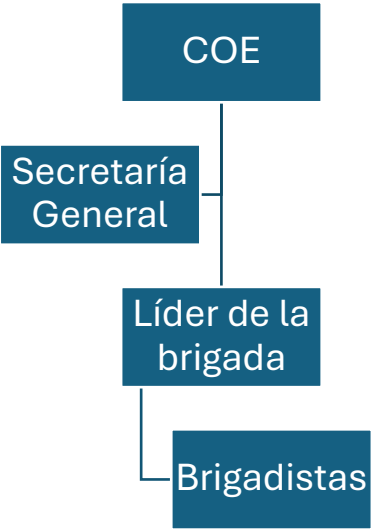 COE
Secretaría
General
Líder de la
brigada
Brigadistas